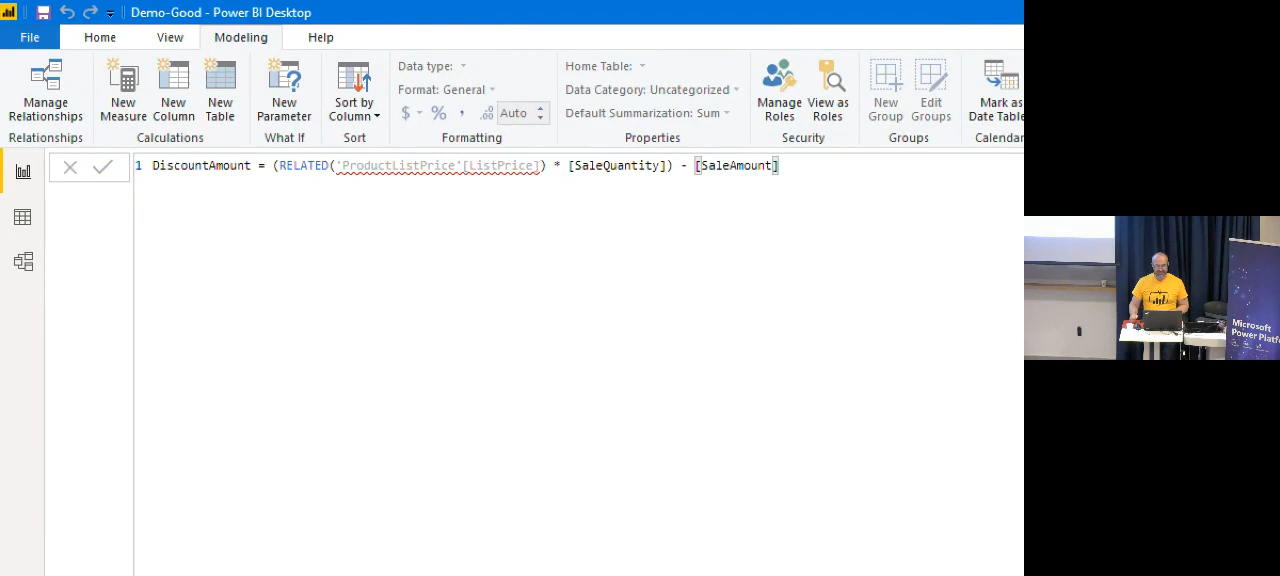 Demo-Good - Power BI Desktop
File Home View Modeling Help
Manage Relationships
New Measure
New Column
New Table
New Parameter
Sort by Column
Data type:
Format: General
$ % , .00 Auto
Home Table:
Data Category: Uncategorized
Default Summarization: Sum
Manage Roles
View as Roles
New Group
Edit Groups
Mark as Date Table
Relationships Calculations What If Sort Formatting Properties Security Groups Calendar
1 DiscountAmount = (RELATED('ProductListPrice'[ListPrice]) * [SaleQuantity]) - [SaleAmount]
Microsoft
Power Platf